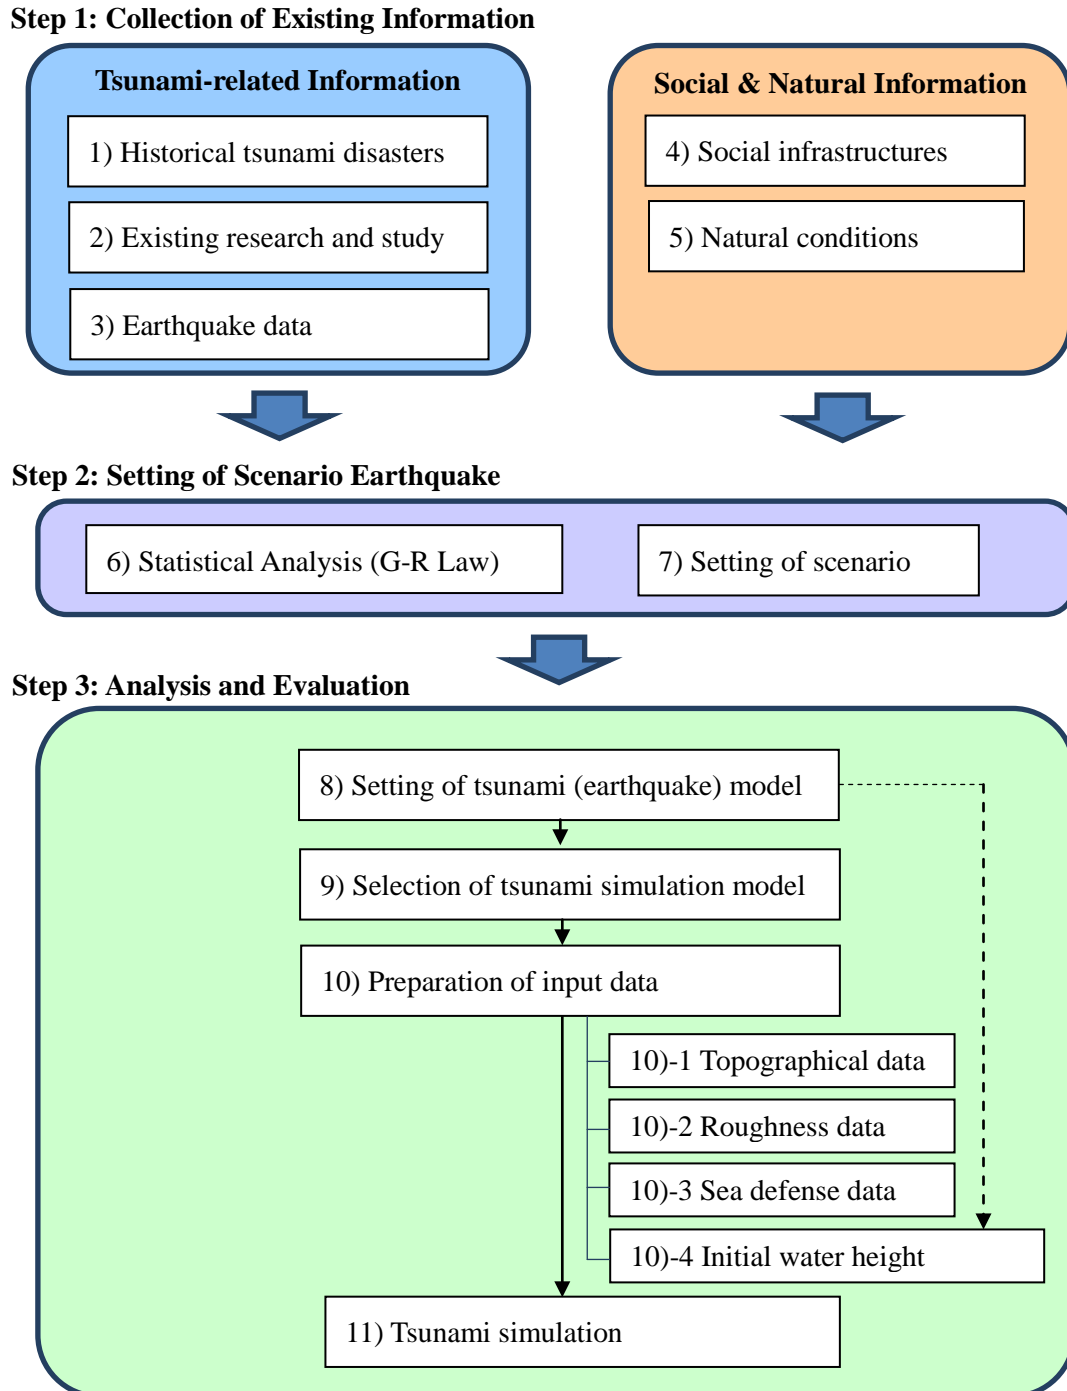 Step 1: Collection of Existing Information
Tsunami-related Information
1) Historical tsunami disasters
2) Existing research and study
3) Earthquake data
Social & Natural Information
4) Social infrastructures
5) Natural conditions
Step 2: Setting of Scenario Earthquake
6) Statistical Analysis (G-R Law)
7) Setting of scenario
Step 3: Analysis and Evaluation
8) Setting of tsunami (earthquake) model
9) Selection of tsunami simulation model
10) Preparation of input data
10)-1 Topographical data
10)-2 Roughness data
10)-3 Sea defense data
10)-4 Initial water height
11) Tsunami simulation